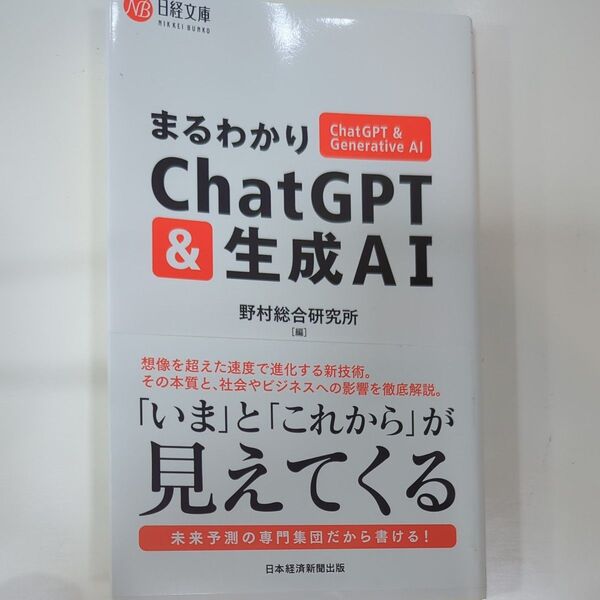 NB 日経文庫
NIKKEI BUNKO
まるわかり
ChatGPT &
Generative AI
ChatGPT
&生成AI
野村総合研究所
[編]
想像を超えた速度で進化する新技術。
その本質と、社会やビジネスへの影響を徹底解説。
「いま」と「これから」が
見えてくる
未来予測の専門集団だから書ける!
日本経済新聞出版